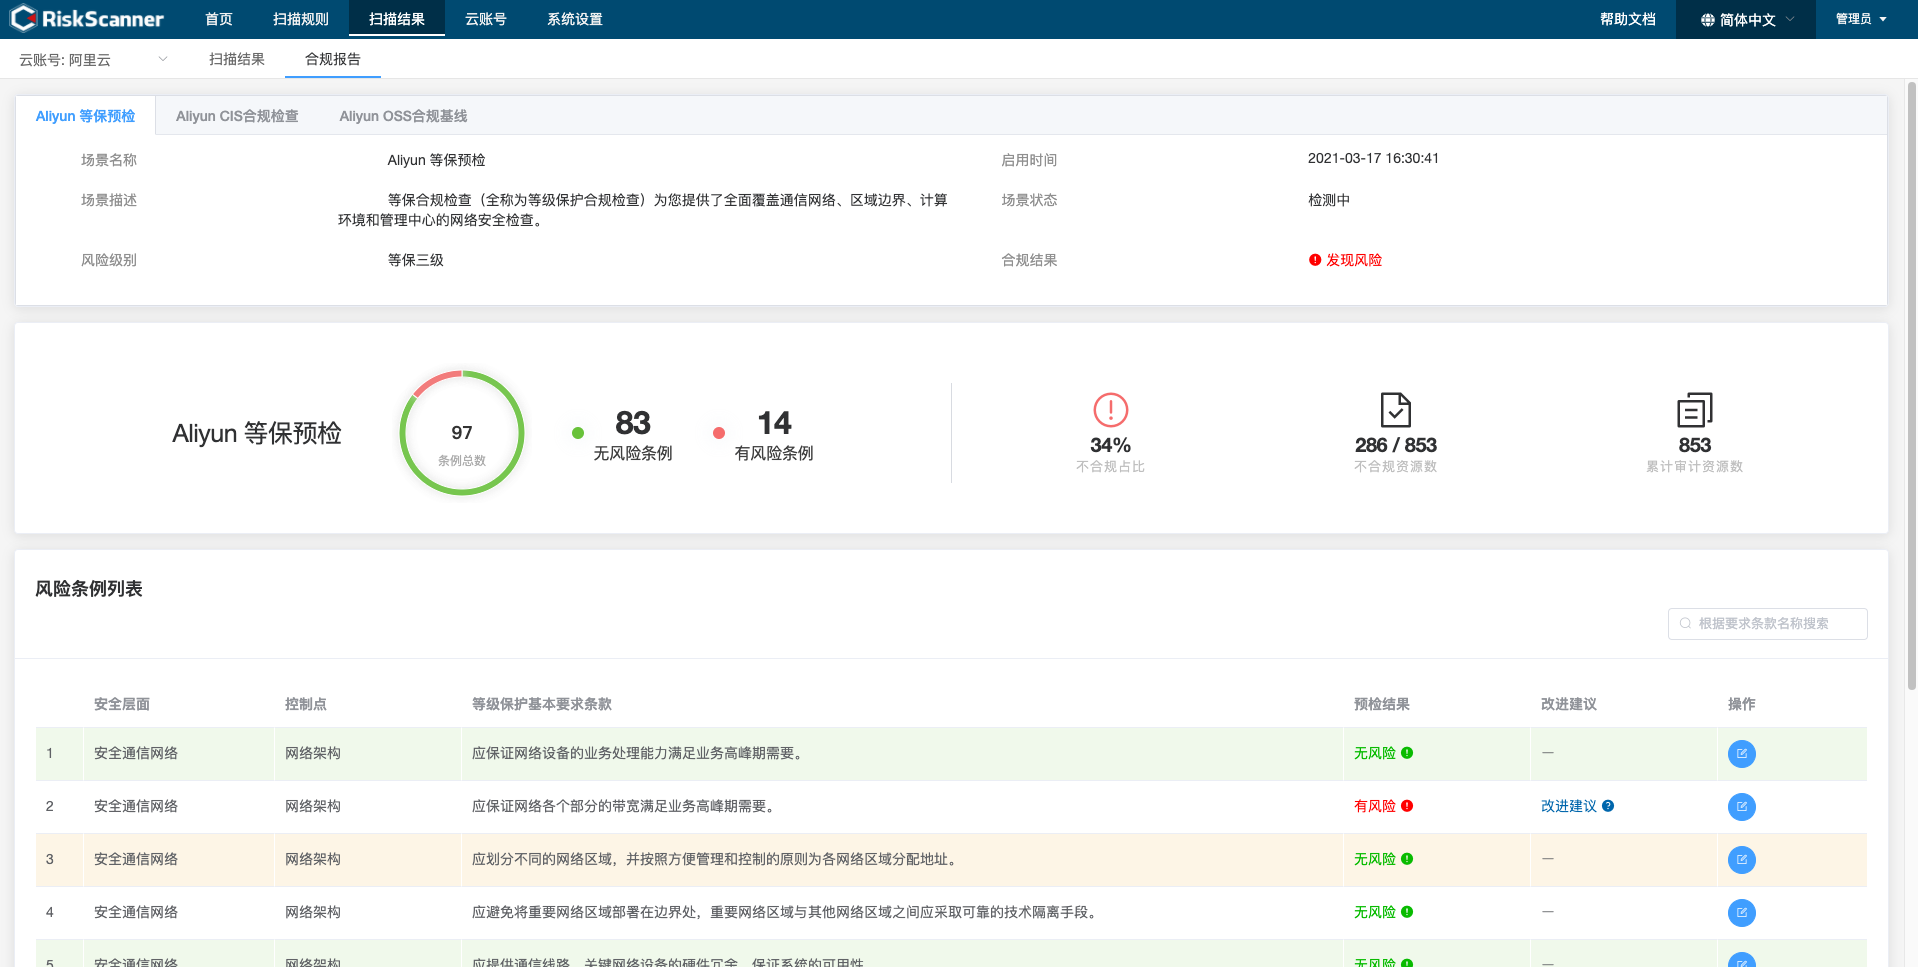 RiskScanner 首页 扫描规则 扫描结果 云账号 系统设置 帮助文档 简体中文 管理员
云账号: 阿里云 扫描结果 合规报告
Aliyun 等保预检 Aliyun CIS合规检查 Aliyun OSS合规基线
场景名称 Aliyun 等保预检 启用时间 2021-03-17 16:30:41
场景描述 等保合规检查（全称为等级保护合规检查）为您提供了全面覆盖通信网络、区域边界、计算 场景状态 检测中
环境和管理中心的网络安全检查。
风险级别 等保三级 合规结果 发现风险
Aliyun 等保预检
97
条例总数
83
无风险条例
14
有风险条例
34%
不合规占比
286 / 853
不合规资源数
853
累计审计资源数
风险条例列表
根据要求条款名称搜索
安全层面 控制点 等级保护基本要求条款 预检结果 改进建议 操作
1 安全通信网络 网络架构 应保证网络设备的业务处理能力满足业务高峰期需要。 无风险 —
2 安全通信网络 网络架构 应保证网络各个部分的带宽满足业务高峰期需要。 有风险 改进建议
3 安全通信网络 网络架构 应划分不同的网络区域，并按照方便管理和控制的原则为各网络区域分配地址。 无风险 —
4 安全通信网络 网络架构 应避免将重要网络区域部署在边界处，重要网络区域与其他网络区域之间应采取可靠的技术隔离手段。 无风险 —
5 安全通信网络 网络架构 应提供通信线路、关键网络设备的硬件冗余，保证系统的可用性 无风险 —